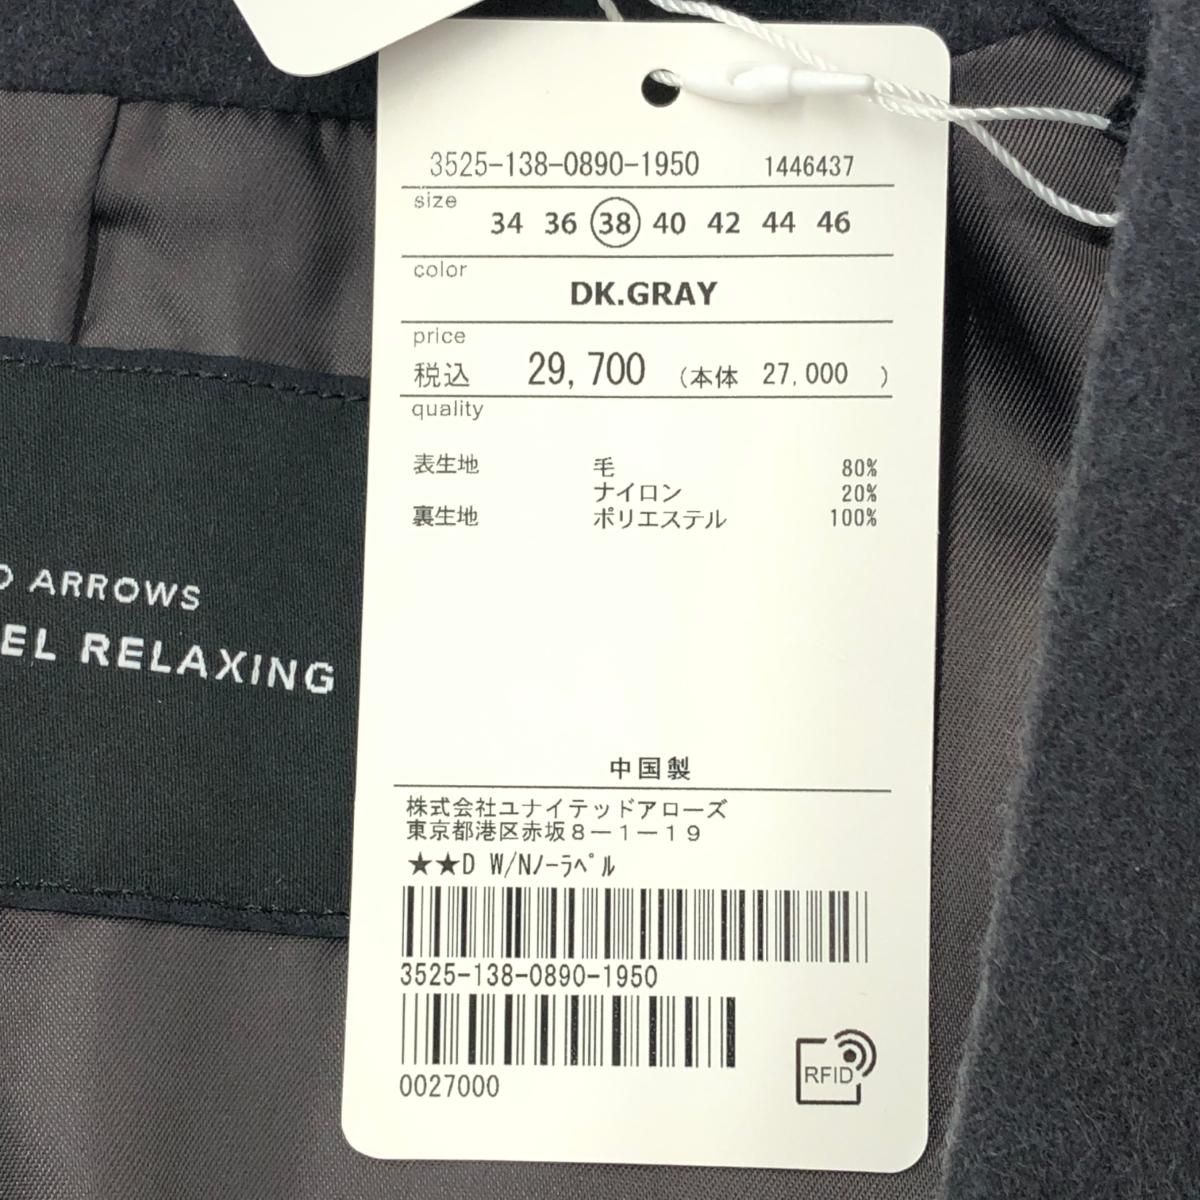 3525-138-0890-1950 1446437
size
34 36 38 40 42 44 46
color
DK.GRAY
price
税込 29,700 (本体 27,000 )
quality
表生地 毛 80%
ナイロン 20%
裏生地 ポリエステル 100%
中国製
株式会社ユナイテッドアローズ
東京都港区赤坂8-1-19
★★D W/Nﾉｰﾗﾍﾟﾙ
3525-138-0890-1950
0027000
RFID
D ARROWS
EL RELAXING